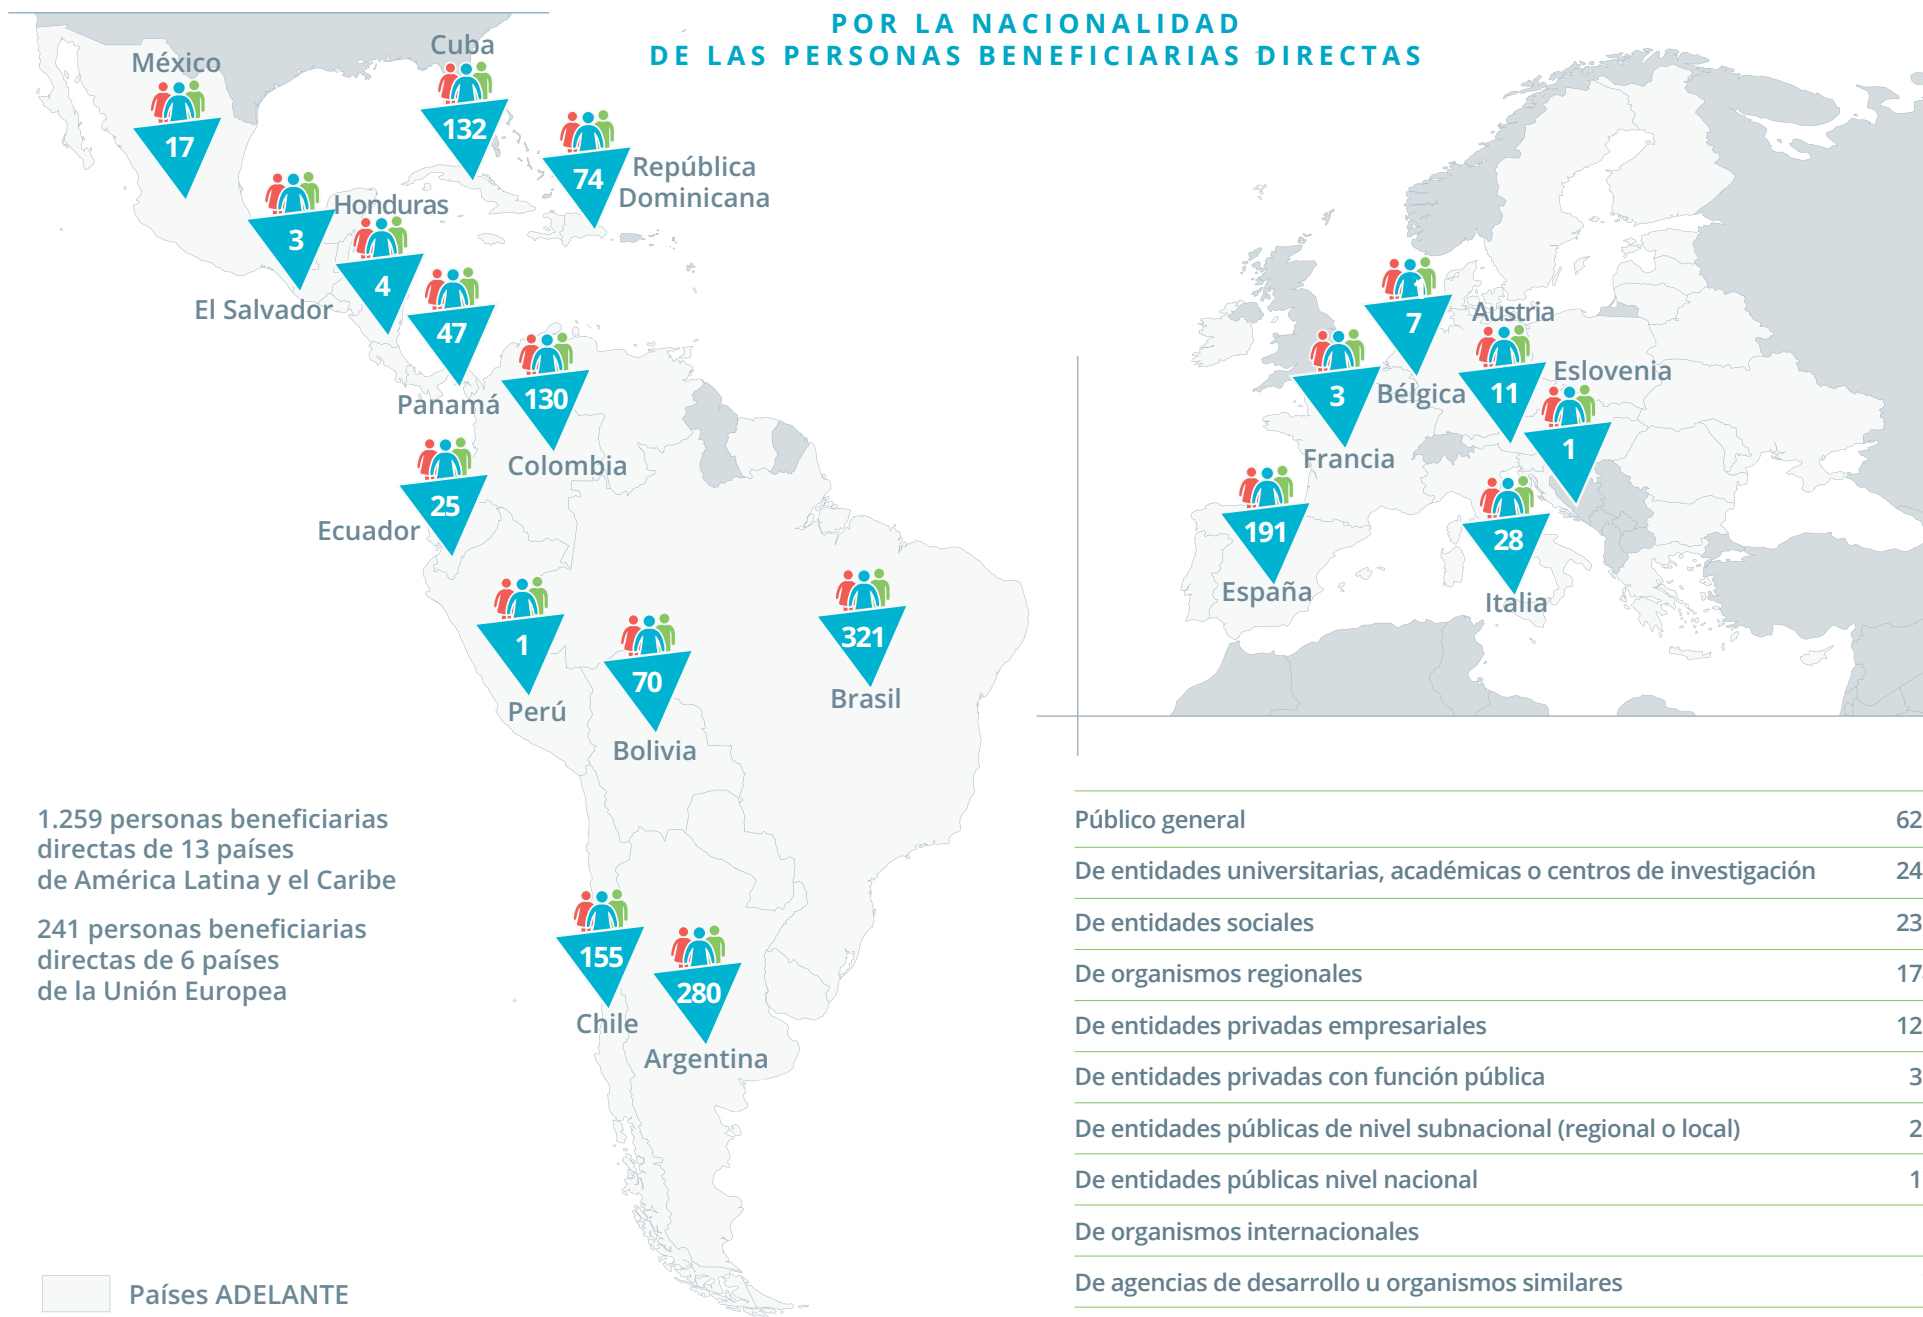 POR LA NACIONALIDAD
DE LAS PERSONAS BENEFICIARIAS DIRECTAS
México
17
Cuba
132
74
República
Dominicana
3
El Salvador
Honduras
4
47
Panamá
130
Colombia
25
Ecuador
1
Perú
70
Bolivia
321
Brasil
155
Chile
280
Argentina
1
7
Bélgica
Austria
11
Eslovenia
1
3
Francia
191
España
28
Italia
1.259 personas beneficiarias
directas de 13 países
de América Latina y el Caribe
241 personas beneficiarias
directas de 6 países
de la Unión Europea
Países ADELANTE
Público general 62
De entidades universitarias, académicas o centros de investigación 24
De entidades sociales 23
De organismos regionales 17
De entidades privadas empresariales 12
De entidades privadas con función pública 3
De entidades públicas de nivel subnacional (regional o local) 2
De entidades públicas nivel nacional 1
De organismos internacionales
De agencias de desarrollo u organismos similares